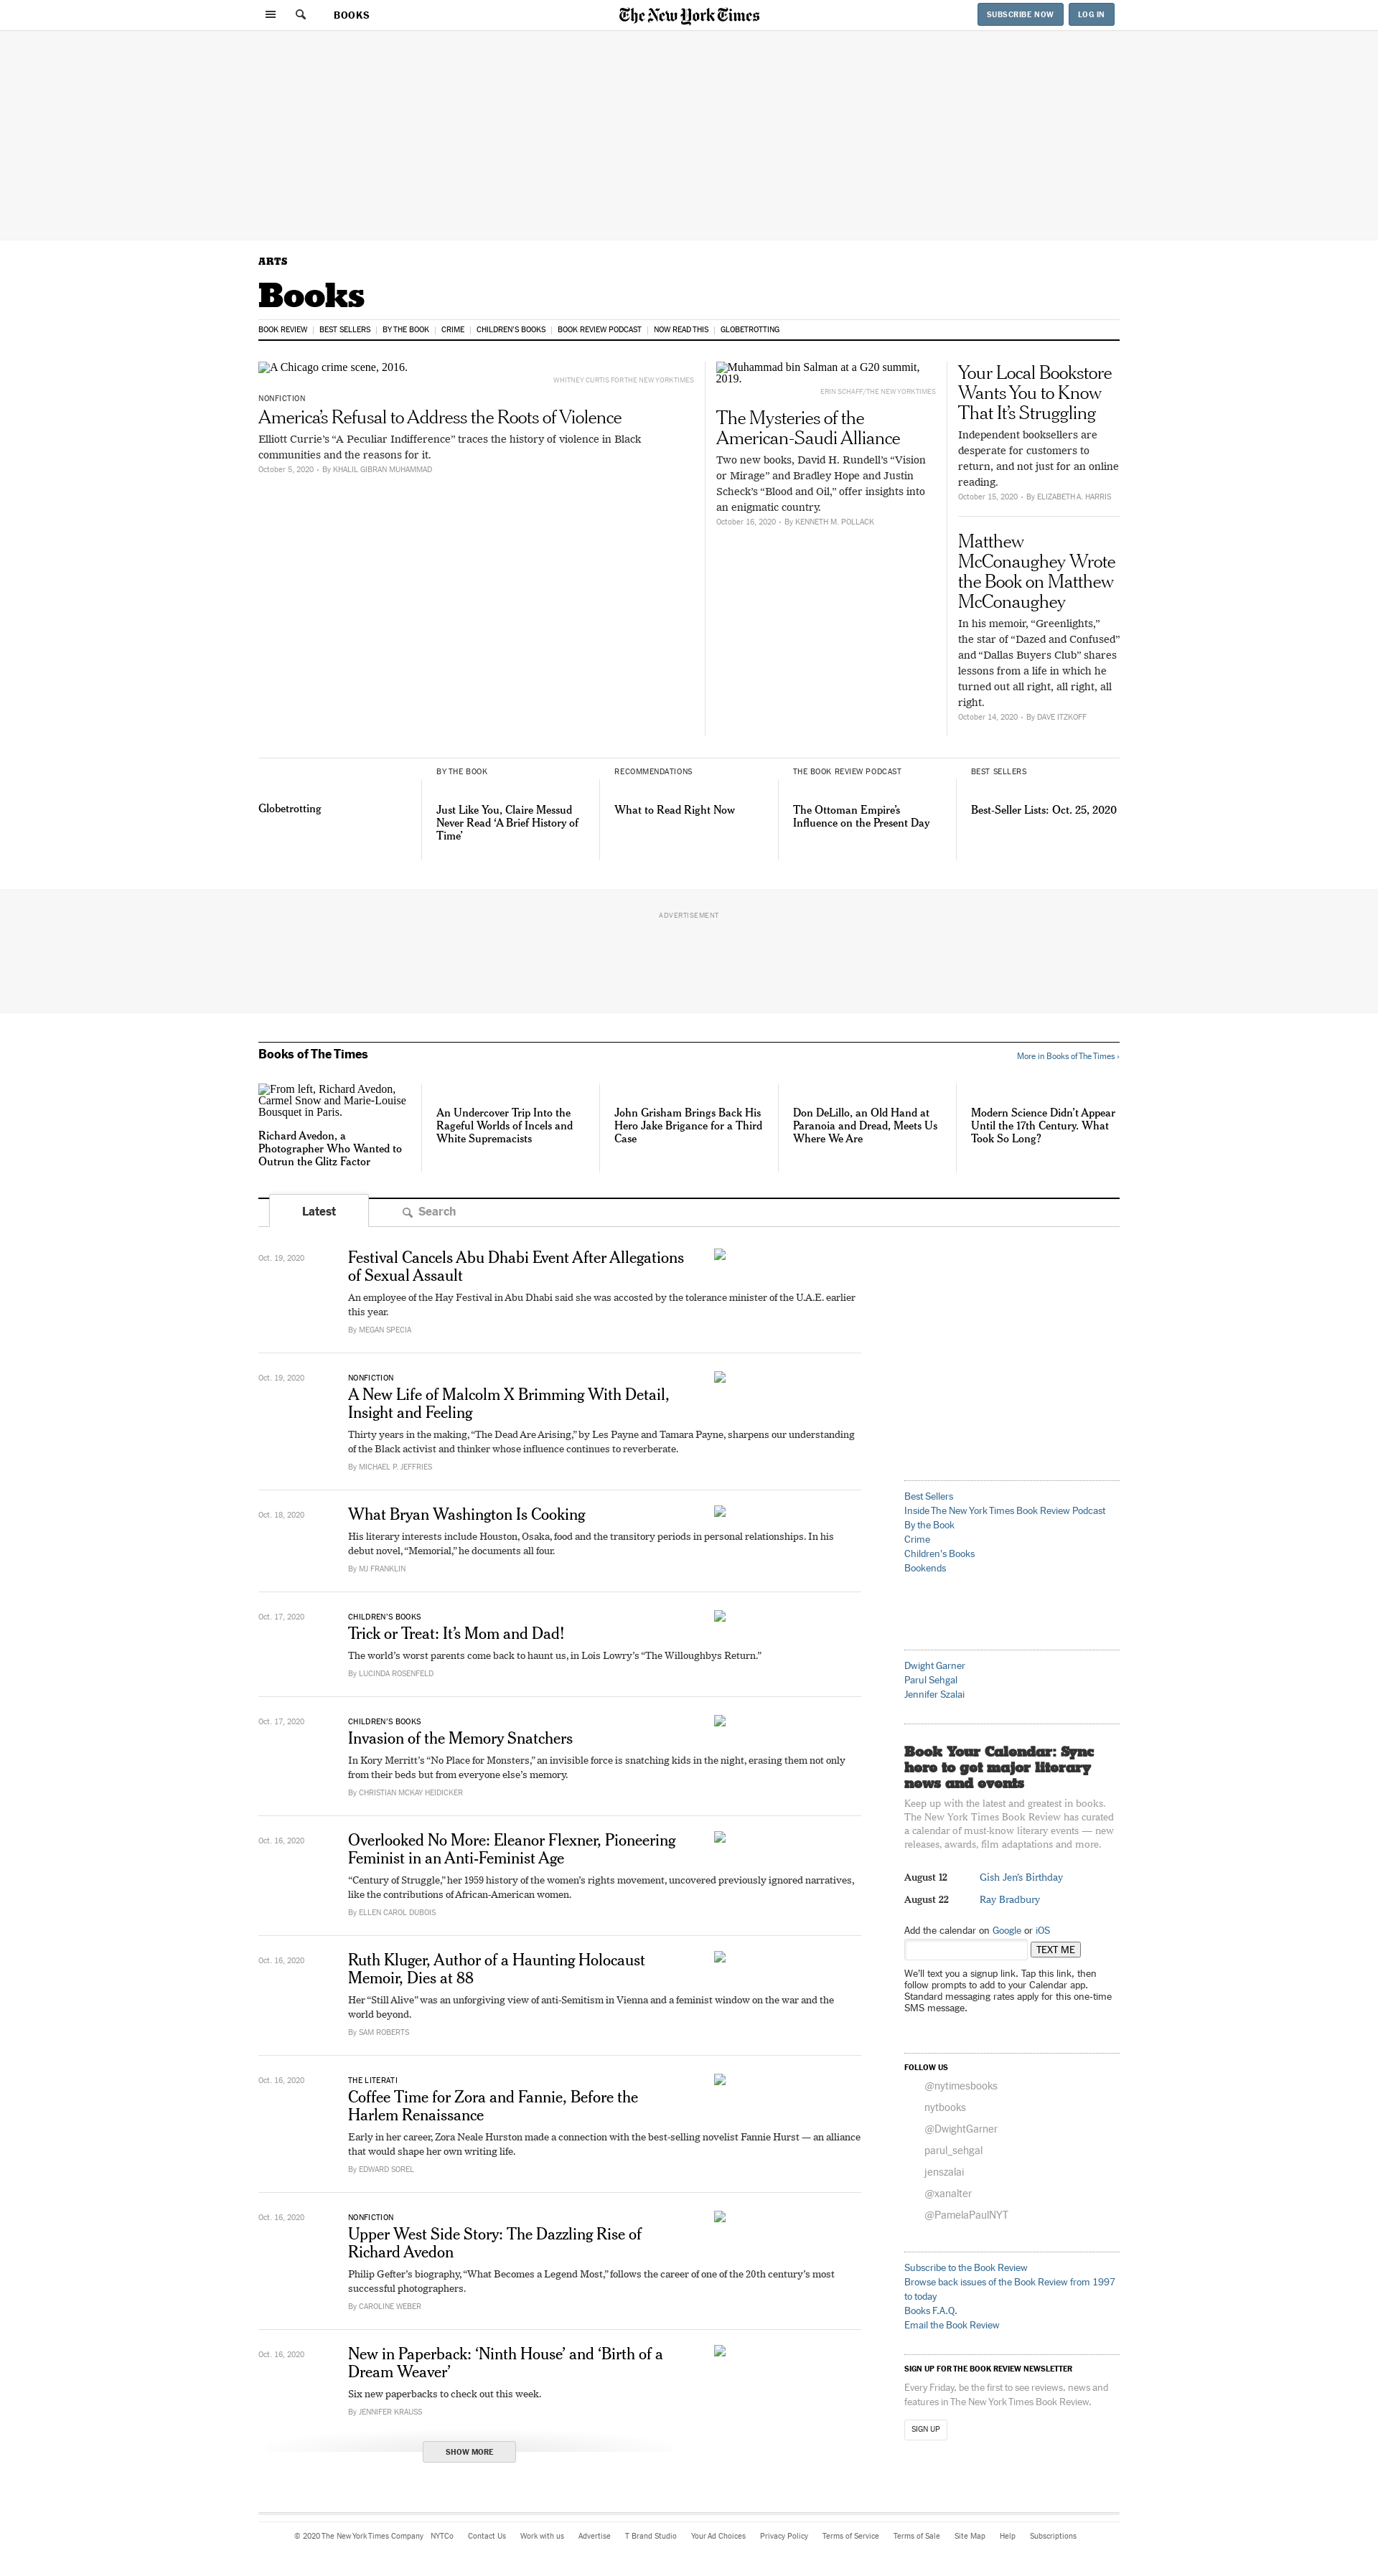 BOOKS
The New York Times
SUBSCRIBE NOW
LOG IN
ARTS
Books
BOOK REVIEW
BEST SELLERS
BY THE BOOK
CRIME
CHILDREN'S BOOKS
BOOK REVIEW PODCAST
NOW READ THIS
GLOBETROTTING
A Chicago crime scene, 2016.
WHITNEY CURTIS FOR THE NEW YORK TIMES
NONFICTION
America's Refusal to Address the Roots of Violence
Elliott Currie's “A Peculiar Indifference” traces the history of violence in Black
communities and the reasons for it.
October 5, 2020 - By KHALIL GIBRAN MUHAMMAD
Muhammad bin Salman at a G20 summit,
2019.
ERIN SCHAFF/THE NEW YORK TIMES
The Mysteries of the
American-Saudi Alliance
Two new books, David H. Rundell's “Vision
or Mirage” and Bradley Hope and Justin
Scheck's “Blood and Oil,” offer insights into
an enigmatic country.
October 16, 2020 - By KENNETH M. POLLACK
Your Local Bookstore
Wants You to Know
That It's Struggling
Independent booksellers are
desperate for customers to
return, and not just for an online
reading.
October 15, 2020 - By ELIZABETH A. HARRIS
Matthew
McConaughey Wrote
the Book on Matthew
McConaughey
In his memoir, “Greenlights,”
the star of “Dazed and Confused”
and “Dallas Buyers Club” shares
lessons from a life in which he
turned out all right, all right, all
right.
October 14, 2020 - By DAVE ITZKOFF
Globetrotting
BY THE BOOK
Just Like You, Claire Messud
Never Read ‘A Brief History of
Time’
RECOMMENDATIONS
What to Read Right Now
THE BOOK REVIEW PODCAST
The Ottoman Empire's
Influence on the Present Day
BEST SELLERS
Best-Seller Lists: Oct. 25, 2020
ADVERTISEMENT
Books of The Times
More in Books of The Times ›
From left, Richard Avedon,
Carmel Snow and Marie-Louise
Bousquet in Paris.
Richard Avedon, a
Photographer Who Wanted to
Outrun the Glitz Factor
An Undercover Trip Into the
Rageful Worlds of Incels and
White Supremacists
John Grisham Brings Back His
Hero Jake Brigance for a Third
Case
Don DeLillo, an Old Hand at
Paranoia and Dread, Meets Us
Where We Are
Modern Science Didn't Appear
Until the 17th Century. What
Took So Long?
Latest
Search
Oct. 19, 2020
Festival Cancels Abu Dhabi Event After Allegations
of Sexual Assault
An employee of the Hay Festival in Abu Dhabi said she was accosted by the tolerance minister of the U.A.E. earlier
this year.
By MEGAN SPECIA
Oct. 19, 2020
NONFICTION
A New Life of Malcolm X Brimming With Detail,
Insight and Feeling
Thirty years in the making, “The Dead Are Arising,” by Les Payne and Tamara Payne, sharpens our understanding
of the Black activist and thinker whose influence continues to reverberate.
By MICHAEL P. JEFFRIES
Oct. 18, 2020
What Bryan Washington Is Cooking
His literary interests include Houston, Osaka, food and the transitory periods in personal relationships. In his
debut novel, “Memorial,” he documents all four.
By MJ FRANKLIN
Oct. 17, 2020
CHILDREN'S BOOKS
Trick or Treat: It's Mom and Dad!
The world's worst parents come back to haunt us, in Lois Lowry's “The Willoughbys Return.”
By LUCINDA ROSENFELD
Oct. 17, 2020
CHILDREN'S BOOKS
Invasion of the Memory Snatchers
In Kory Merritt's “No Place for Monsters,” an invisible force is snatching kids in the night, erasing them not only
from their beds but from everyone else's memory.
By CHRISTIAN MCKAY HEIDICKER
Oct. 16, 2020
Overlooked No More: Eleanor Flexner, Pioneering
Feminist in an Anti-Feminist Age
“Century of Struggle,” her 1959 history of the women's rights movement, uncovered previously ignored narratives,
like the contributions of African-American women.
By ELLEN CAROL DUBOIS
Oct. 16, 2020
Ruth Kluger, Author of a Haunting Holocaust
Memoir, Dies at 88
Her “Still Alive” was an unforgiving view of anti-Semitism in Vienna and a feminist window on the war and the
world beyond.
By SAM ROBERTS
Oct. 16, 2020
THE LITERATI
Coffee Time for Zora and Fannie, Before the
Harlem Renaissance
Early in her career, Zora Neale Hurston made a connection with the best-selling novelist Fannie Hurst — an alliance
that would shape her own writing life.
By EDWARD SOREL
Oct. 16, 2020
NONFICTION
Upper West Side Story: The Dazzling Rise of
Richard Avedon
Philip Gefter's biography, “What Becomes a Legend Most,” follows the career of one of the 20th century's most
successful photographers.
By CAROLINE WEBER
Oct. 16, 2020
New in Paperback: ‘Ninth House’ and ‘Birth of a
Dream Weaver’
Six new paperbacks to check out this week.
By JENNIFER KRAUSS
SHOW MORE
Best Sellers
Inside The New York Times Book Review Podcast
By the Book
Crime
Children's Books
Bookends
Dwight Garner
Parul Sehgal
Jennifer Szalai
Book Your Calendar: Sync
here to get major literary
news and events
Keep up with the latest and greatest in books.
The New York Times Book Review has curated
a calendar of must-know literary events — new
releases, awards, film adaptations and more.
August 12 Gish Jen's Birthday
August 22 Ray Bradbury
Add the calendar on Google or iOS
TEXT ME
We'll text you a signup link. Tap this link, then
follow prompts to add to your Calendar app.
Standard messaging rates apply for this one-time
SMS message.
FOLLOW US
@nytimesbooks
nytbooks
@DwightGarner
parul_sehgal
jenszalai
@xanalter
@PamelaPaulNYT
Subscribe to the Book Review
Browse back issues of the Book Review from 1997
to today
Books F.A.Q.
Email the Book Review
SIGN UP FOR THE BOOK REVIEW NEWSLETTER
Every Friday, be the first to see reviews, news and
features in The New York Times Book Review.
SIGN UP
© 2020 The New York Times Company NYTCo Contact Us Work with us Advertise T Brand Studio Your Ad Choices Privacy Policy Terms of Service Terms of Sale Site Map Help Subscriptions